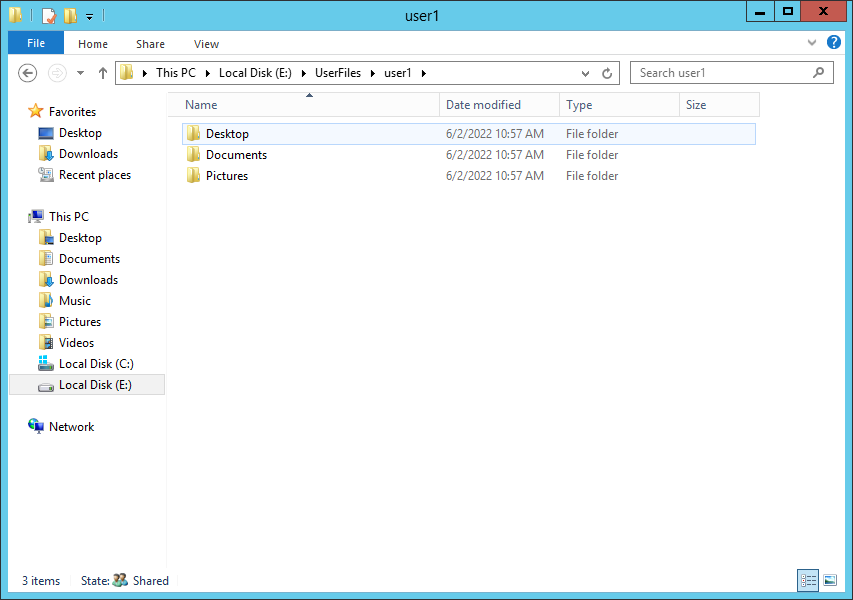 user1
File Home Share View
This PC Local Disk (E:) UserFiles user1 Search user1
Name Date modified Type Size
Favorites
Desktop
Downloads
Recent places
This PC
Desktop
Documents
Downloads
Music
Pictures
Videos
Local Disk (C:)
Local Disk (E:)
Network
Desktop 6/2/2022 10:57 AM File folder
Documents 6/2/2022 10:57 AM File folder
Pictures 6/2/2022 10:57 AM File folder
3 items State: Shared